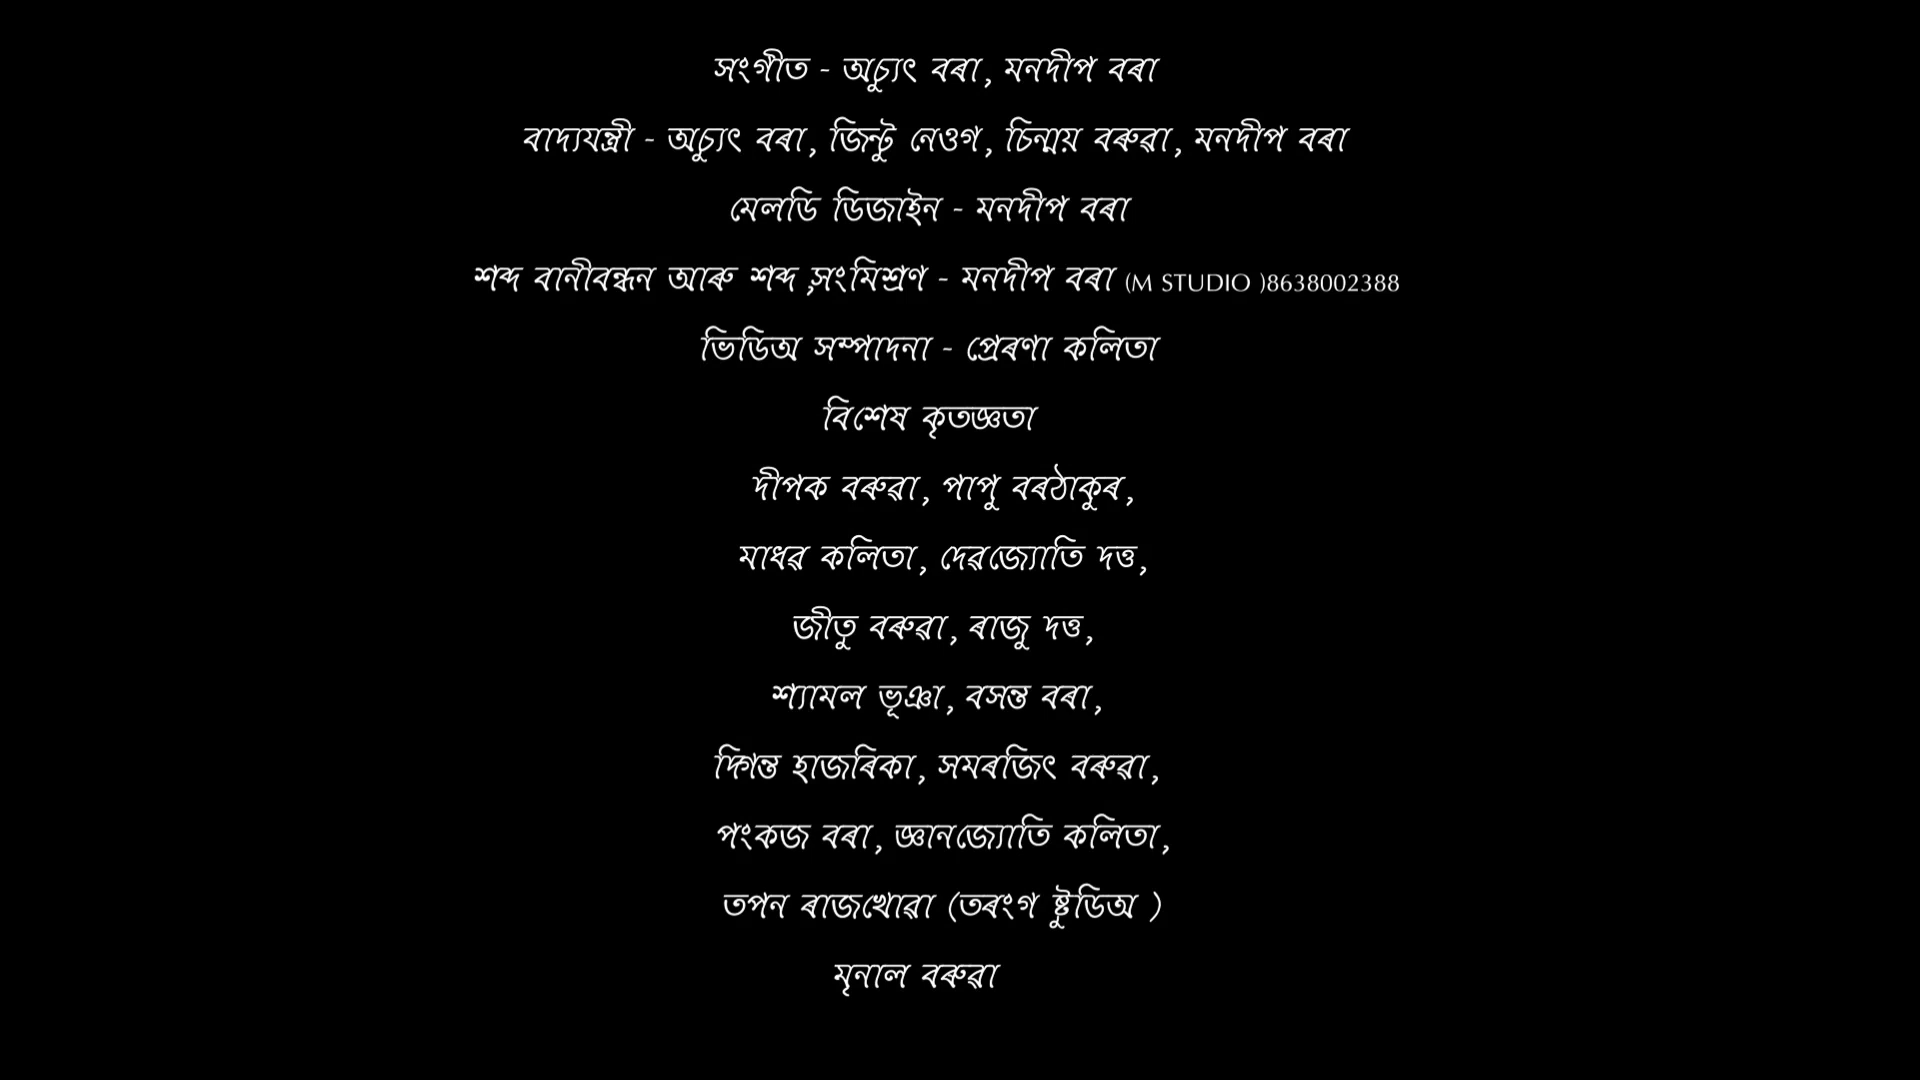 সংগীত - অচ্যুৎ বৰা, মনদীপ বৰা
বাদ্যযন্ত্ৰী - অচ্যুৎ বৰা, জিন্টু নেওগ, চিন্ময় বৰুৱা, মনদীপ বৰা
মেলডি ডিজাইন - মনদীপ বৰা
শব্দ বানীবন্ধন আৰু শব্দ ,সংমিশ্ৰণ - মনদীপ বৰা (M STUDIO )8638002388
ভিডিঅ সম্পাদনা - প্ৰেৰণা কলিতা
বিশেষ কৃতজ্ঞতা
দীপক বৰুৱা, পাপু বৰঠাকুৰ,
মাধৱ কলিতা, দেৱজ্যোতি দত্ত,
জীতু বৰুৱা, ৰাজু দত্ত,
শ্যামল ভূঞা, বসন্ত বৰা,
দিগন্ত হাজৰিকা, সমৰজিৎ বৰুৱা,
পংকজ বৰা, জ্ঞানজ্যোতি কলিতা,
তপন ৰাজখোৱা (তৰংগ ষ্টুডিঅ )
মৃনাল বৰুৱা